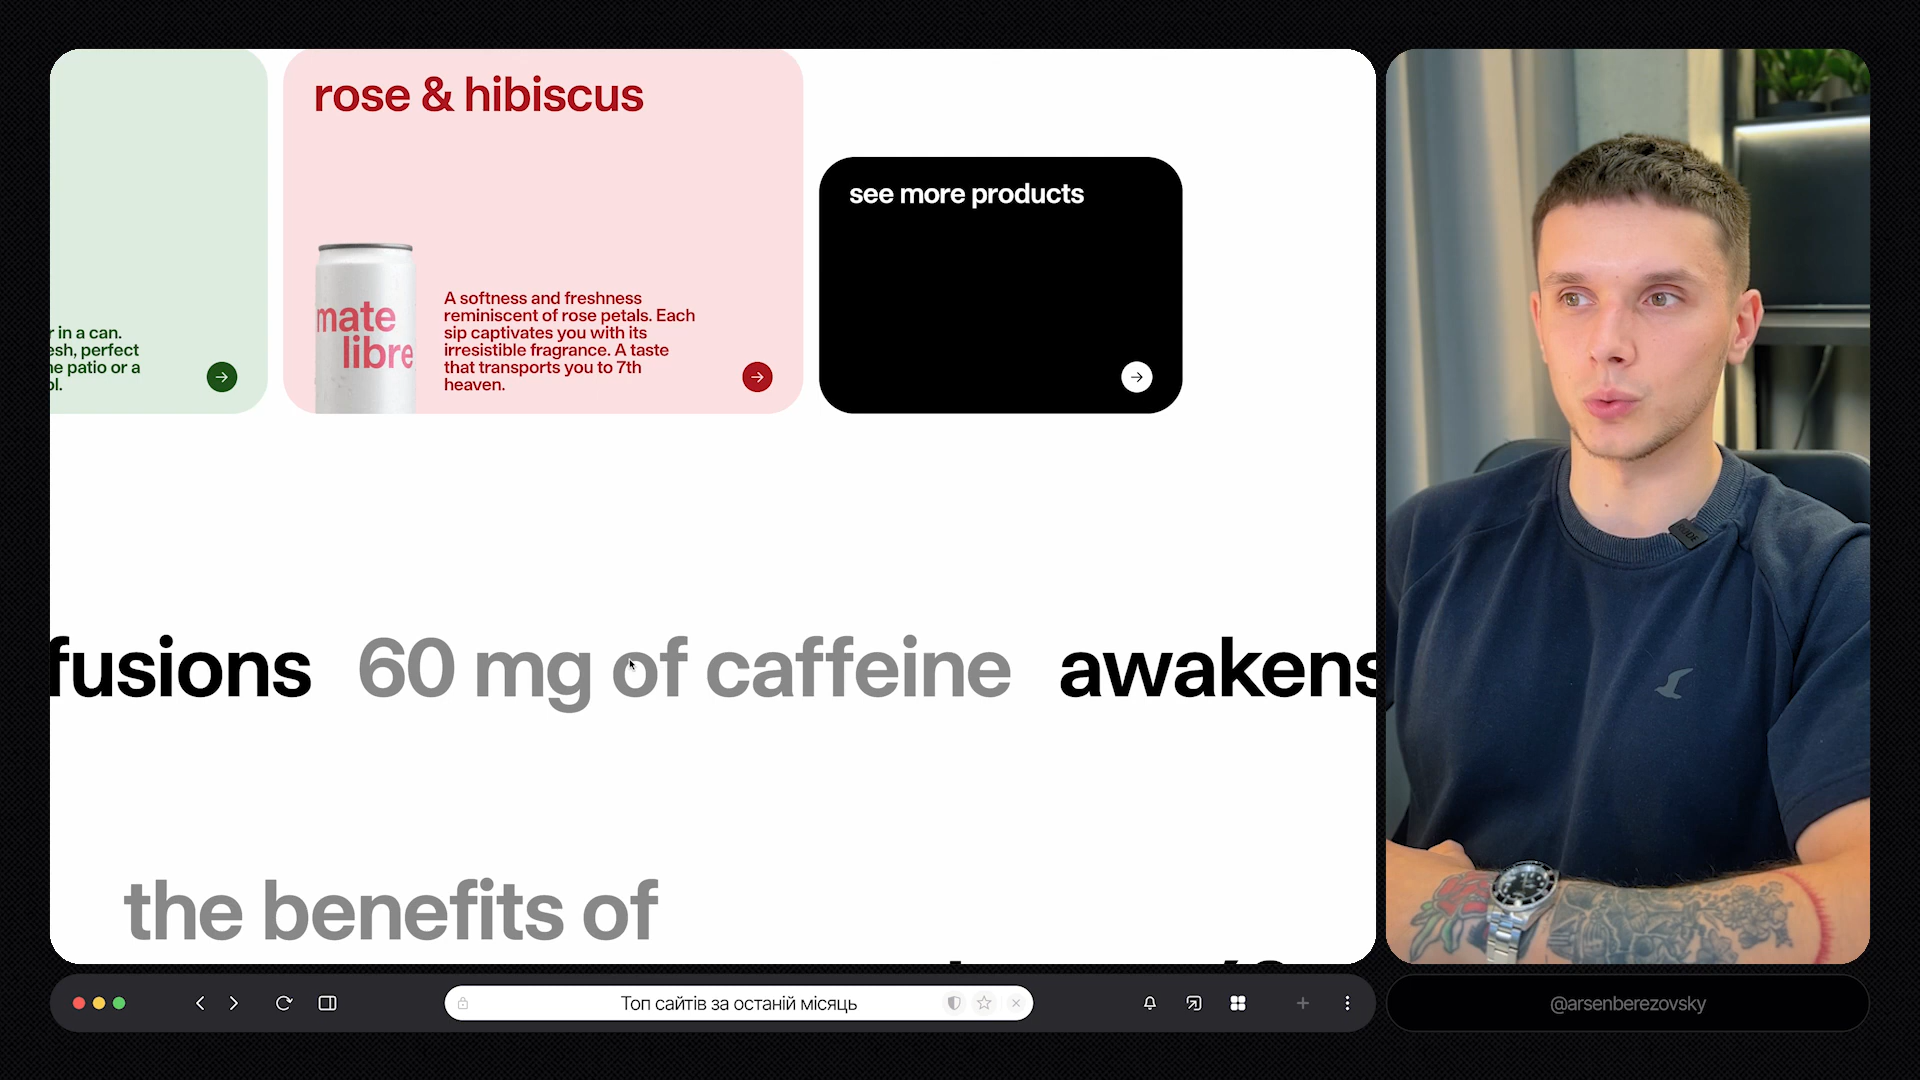 rose & hibiscus
see more products
r in a can.
esh, perfect
he patio or a
ol.
mate
libre
A softness and freshness
reminiscent of rose petals. Each
sip captivates you with its
irresistible fragrance. A taste
that transports you to 7th
heaven.
fusions 60 mg of caffeine awakens
the benefits of
Топ сайтів за останій місяць
@arsenberezovsky